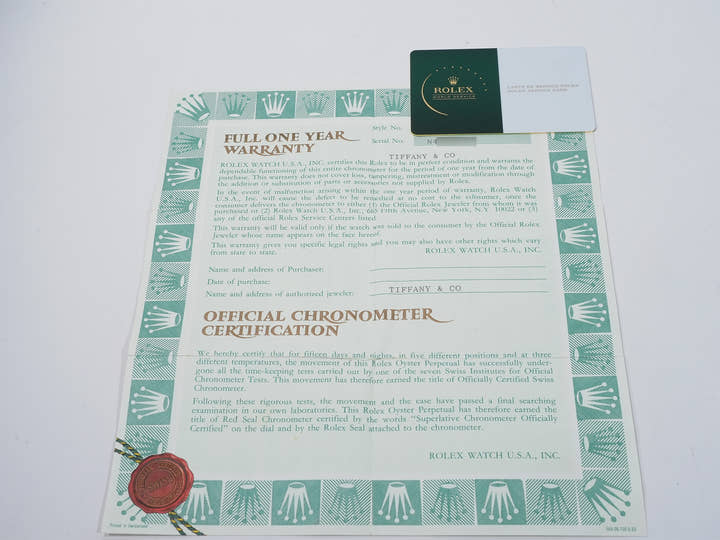 ROLEX
WORLD SERVICE
CARTE DE SERVICE ROLEX
ROLEX SERVICE CARD
Style No.
FULL ONE YEAR
WARRANTY
Serial No. N
TIFFANY & CO
ROLEX WATCH U.S.A., INC. certifies this Rolex to be in perfect condition and warrants the
dependable functioning of this entire chronometer for the period of one year from the date of
purchase. This warranty does not cover loss, tampering, mistreatment or modification through
the addition or substitution of parts or accessories not supplied by Rolex.
In the event of malfunction arising within the one year period of warranty, Rolex Watch
U.S.A., Inc. will cause the defect to be remedied at no cost to the consumer, once the
consumer delivers the chronometer to either (1) the Official Rolex Jeweler from whom it was
purchased or (2) Rolex Watch U.S.A., Inc., 665 Fifth Avenue, New York, N.Y. 10022 or (3)
any of the official Rolex Service Centers listed.
This warranty will be valid only if the watch was sold to the consumer by the Official Rolex
Jeweler whose name appears on the face hereof.
This warranty gives you specific legal rights and you may also have other rights which vary
from state to state.
ROLEX WATCH U.S.A., INC.
Name and address of Purchaser:
Date of purchase:
Name and address of authorized jeweler: TIFFANY & CO
OFFICIAL CHRONOMETER
CERTIFICATION
We hereby certify that for fifteen days and nights, in five different positions and at three
different temperatures, the movement of this Rolex Oyster Perpetual has successfully under-
gone all the time-keeping tests carried out by one of the seven Swiss Institutes for Official
Chronometer Tests. This movement has therefore earned the title of Officially Certified Swiss
Chronometer.
Following these rigorous tests, the movement and the case have passed a final searching
examination in our own laboratories. This Rolex Oyster Perpetual has therefore earned the
title of Red Seal Chronometer certified by the words "Superlative Chronometer Officially
Certified" on the dial and by the Rolex Seal attached to the chronometer.
ROLEX WATCH U.S.A., INC.
Printed in Switzerland